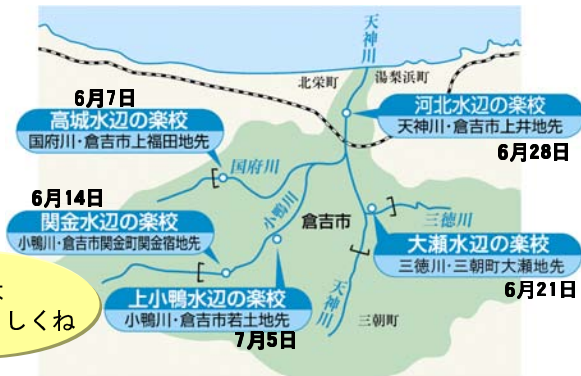 天神川
北栄町
湯梨浜町
6月7日
高城水辺の楽校
国府川・倉吉市上福田地先
河北水辺の楽校
天神川・倉吉市上井地先
6月28日
国府川
6月14日
関金水辺の楽校
小鴨川・倉吉市関金町関金宿地先
小鴨川
倉吉市
三徳川
大瀬水辺の楽校
三徳川・三朝町大瀬地先
6月21日
しくね
上小鴨水辺の楽校
小鴨川・倉吉市若土地先
7月5日
天神川
三朝町